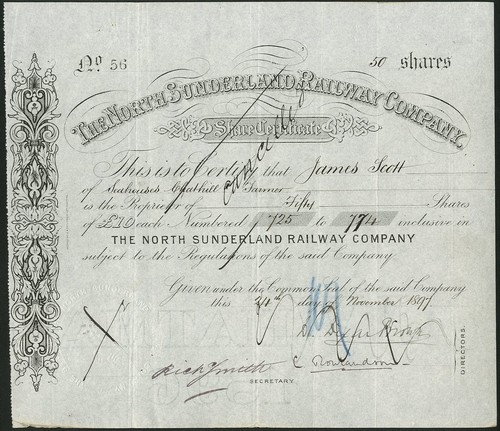 No 56
50 shares
THE NORTH SUNDERLAND RAILWAY COMPANY.
Share Certificate
Cancelled
This is to Certify that James Scott
of Seahouses Chathill Farmer
is the Proprietor of Fifty Shares
of £10 each Numbered 725 to 774 inclusive in
THE NORTH SUNDERLAND RAILWAY COMPANY
subject to the Regulations of the said Company
Given under the Common Seal of the said Company
this 24th day of November 1897.
DIRECTORS.
Rich Smith
SECRETARY.